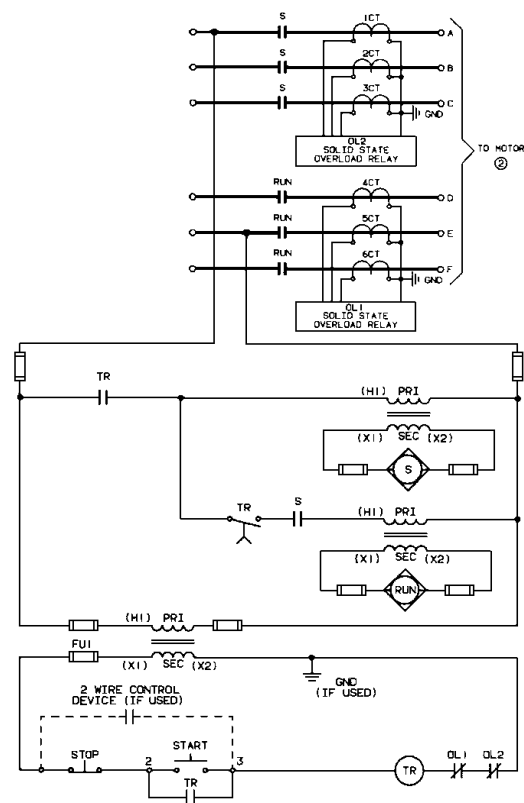 S 1CT A
S 2CT B
S 3CT C
GND
OL2
SOLID STATE
OVERLOAD RELAY
TO MOTOR
2
RUN 4CT D
RUN 5CT E
RUN 6CT F
GND
OL1
SOLID STATE
OVERLOAD RELAY
TR (H1) PRI
(X1) SEC (X2)
S
TR S (H1) PRI
(X1) SEC (X2)
RUN
(H1) PRI
FU1 (X1) SEC (X2)
GND
(IF USED)
2 WIRE CONTROL
DEVICE (IF USED)
STOP 2 START 3
TR TR OL1 OL2